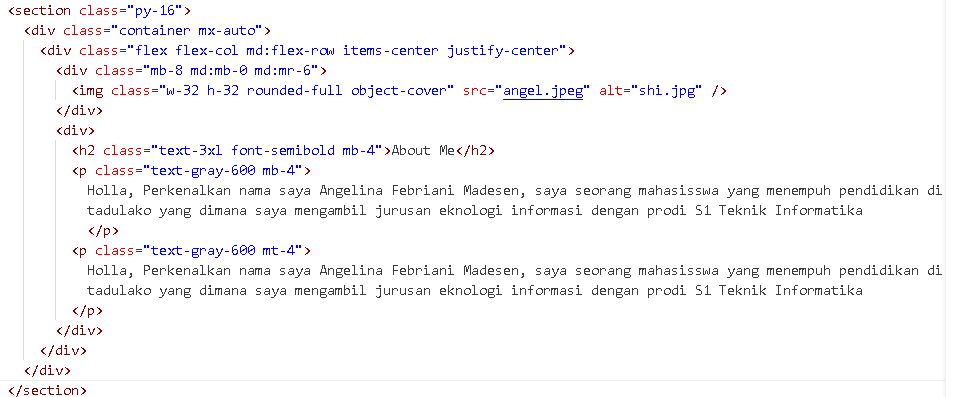 <section class="py-16">
<div class="container mx-auto">
<div class="flex flex-col md:flex-row items-center justify-center">
<div class="mb-8 md:mb-0 md:mr-6">
<img class="w-32 h-32 rounded-full object-cover" src="angel.jpeg" alt="shi.jpg" />
</div>
<div>
<h2 class="text-3xl font-semibold mb-4">About Me</h2>
<p class="text-gray-600 mb-4">
Holla, Perkenalkan nama saya Angelina Febriani Madesen, saya seorang mahasisswa yang menempuh pendidikan di
tadulako yang dimana saya mengambil jurusan eknologi informasi dengan prodi S1 Teknik Informatika
</p>
<p class="text-gray-600 mt-4">
Holla, Perkenalkan nama saya Angelina Febriani Madesen, saya seorang mahasisswa yang menempuh pendidikan di
tadulako yang dimana saya mengambil jurusan eknologi informasi dengan prodi S1 Teknik Informatika
</p>
</div>
</div>
</div>
</section>